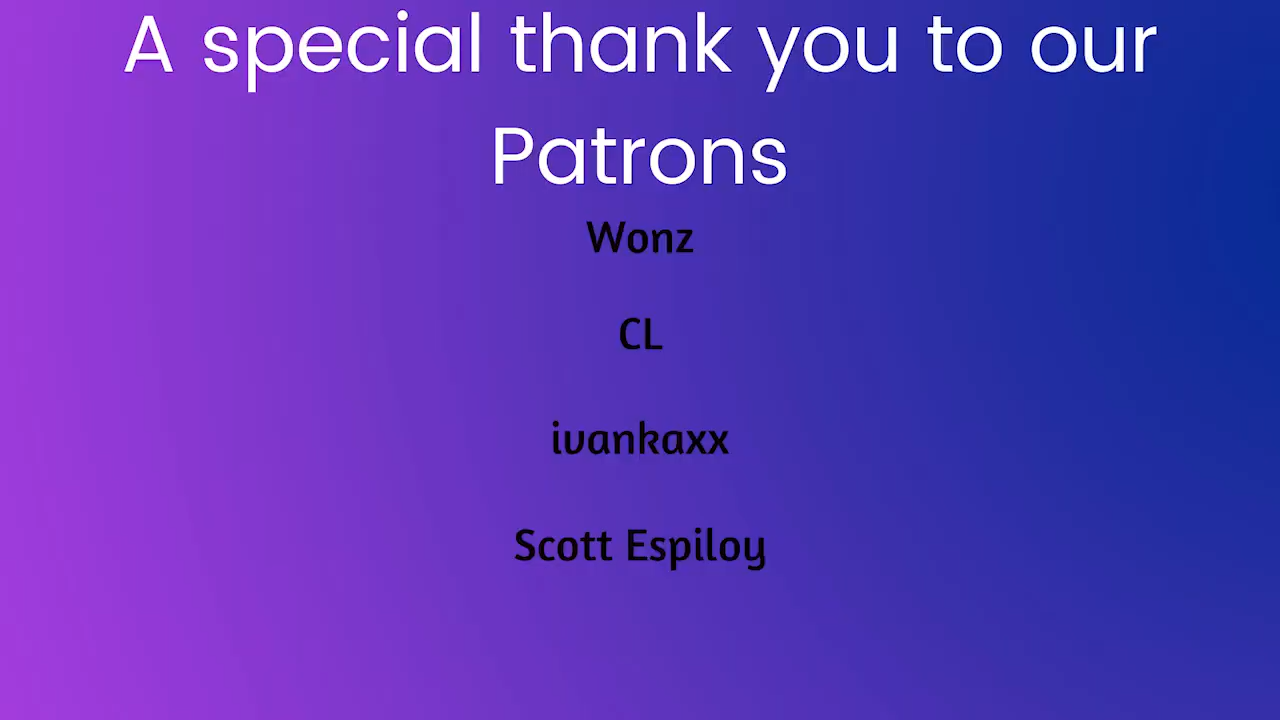 A special thank you to our
Patrons
Wonz
CL
ivankaxx
Scott Espiloy